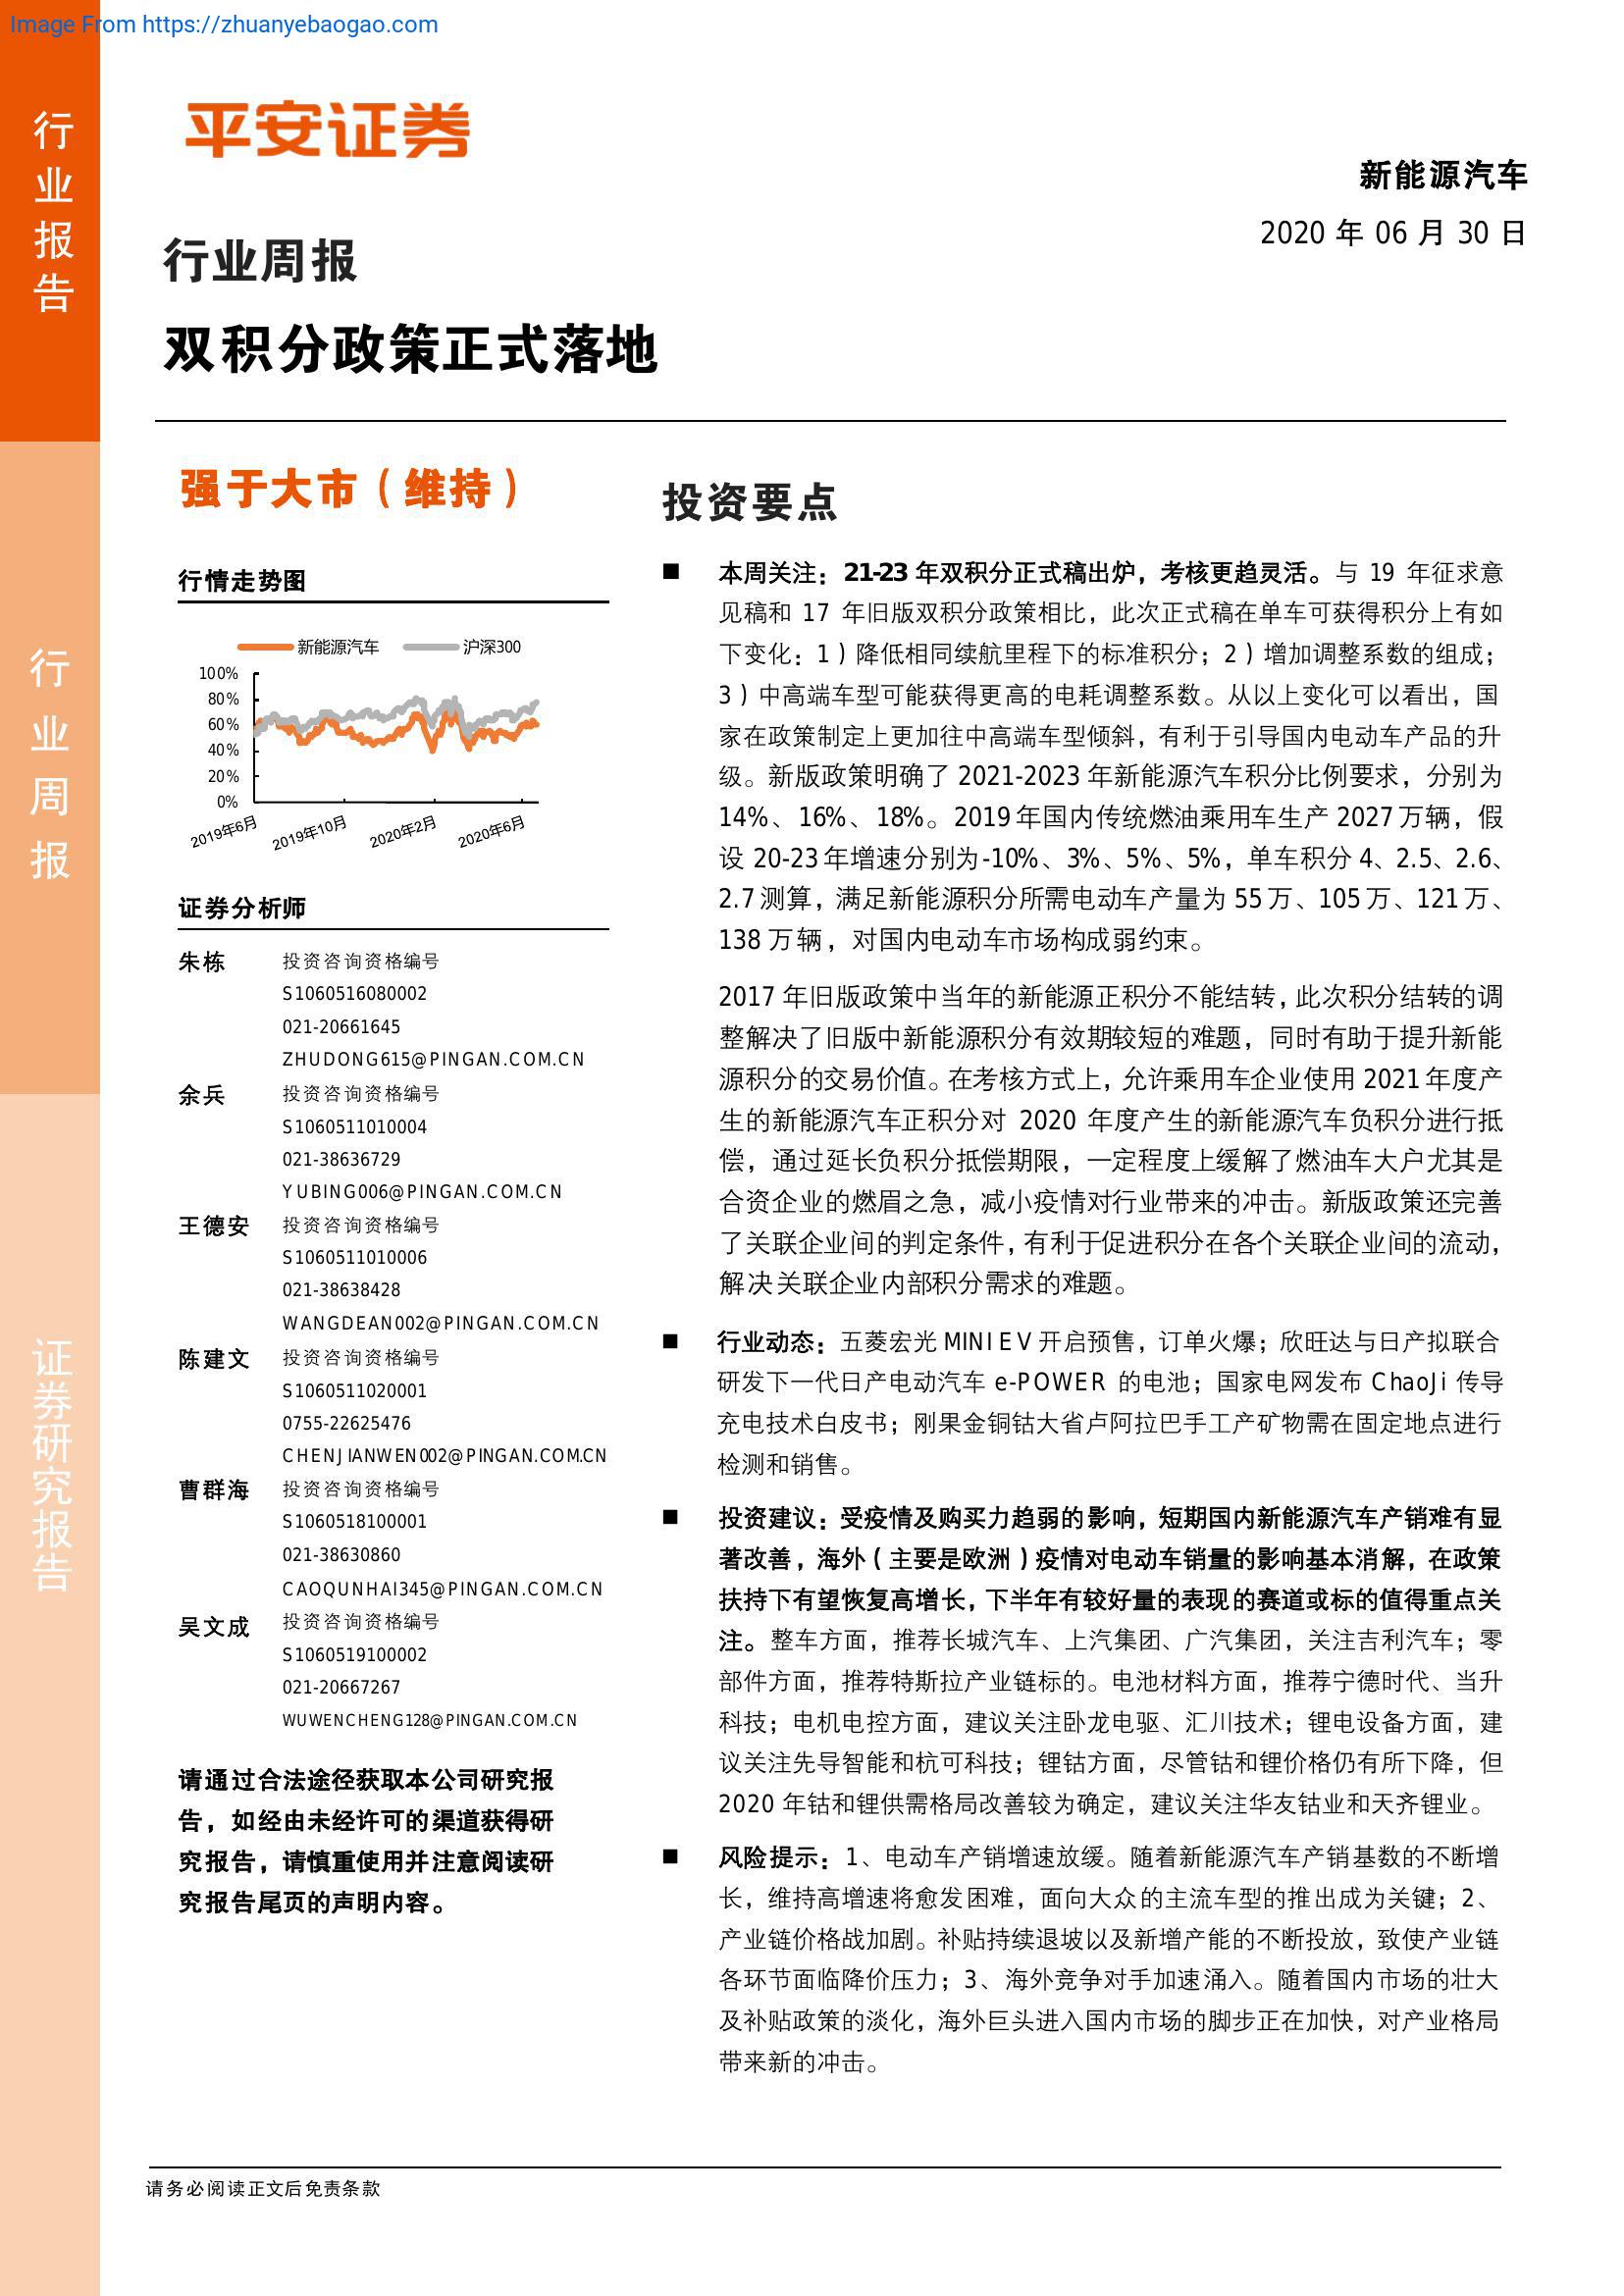 Image From https://zhuanyebaogao.com
行业报告
行业周报
证券研究报告
平安证券
新能源汽车
2020 年 06 月 30 日
行业周报
双积分政策正式落地
强于大市（维持）
行情走势图
新能源汽车 沪深300
100%
80%
60%
40%
20%
0%
2019年6月 2019年10月 2020年2月 2020年6月
证券分析师
朱栋 投资咨询资格编号
S1060516080002
021-20661645
ZHUDONG615@PINGAN.COM.CN
余兵 投资咨询资格编号
S1060511010004
021-38636729
YUBING006@PINGAN.COM.CN
王德安 投资咨询资格编号
S1060511010006
021-38638428
WANGDEAN002@PINGAN.COM.CN
陈建文 投资咨询资格编号
S1060511020001
0755-22625476
CHENJIANWEN002@PINGAN.COM.CN
曹群海 投资咨询资格编号
S1060518100001
021-38630860
CAOQUNHAI345@PINGAN.COM.CN
吴文成 投资咨询资格编号
S1060519100002
021-20667267
WUWENCHENG128@PINGAN.COM.CN
请通过合法途径获取本公司研究报
告，如经由未经许可的渠道获得研
究报告，请慎重使用并注意阅读研
究报告尾页的声明内容。
投资要点
■ 本周关注：21-23 年双积分正式稿出炉，考核更趋灵活。与 19 年征求意
见稿和 17 年旧版双积分政策相比，此次正式稿在单车可获得积分上有如
下变化：1）降低相同续航里程下的标准积分；2）增加调整系数的组成；
3）中高端车型可能获得更高的电耗调整系数。从以上变化可以看出，国
家在政策制定上更加往中高端车型倾斜，有利于引导国内电动车产品的升
级。新版政策明确了 2021-2023 年新能源汽车积分比例要求，分别为
14%、16%、18%。2019 年国内传统燃油乘用车生产 2027 万辆，假
设 20-23 年增速分别为-10%、3%、5%、5%，单车积分 4、2.5、2.6、
2.7 测算，满足新能源积分所需电动车产量为 55 万、105 万、121 万、
138 万辆，对国内电动车市场构成弱约束。
2017 年旧版政策中当年的新能源正积分不能结转，此次积分结转的调
整解决了旧版中新能源积分有效期较短的难题，同时有助于提升新能
源积分的交易价值。在考核方式上，允许乘用车企业使用 2021 年度产
生的新能源汽车正积分对 2020 年度产生的新能源汽车负积分进行抵
偿，通过延长负积分抵偿期限，一定程度上缓解了燃油车大户尤其是
合资企业的燃眉之急，减小疫情对行业带来的冲击。新版政策还完善
了关联企业间的判定条件，有利于促进积分在各个关联企业间的流动，
解决关联企业内部积分需求的难题。
■ 行业动态：五菱宏光 MINI EV 开启预售，订单火爆；欣旺达与日产拟联合
研发下一代日产电动汽车 e-POWER 的电池；国家电网发布 ChaoJi 传导
充电技术白皮书；刚果金铜钴大省卢阿拉巴手工产矿物需在固定地点进行
检测和销售。
■ 投资建议：受疫情及购买力趋弱的影响，短期国内新能源汽车产销难有显
著改善，海外（主要是欧洲）疫情对电动车销量的影响基本消解，在政策
扶持下有望恢复高增长，下半年有较好量的表现的赛道或标的值得重点关
注。整车方面，推荐长城汽车、上汽集团、广汽集团，关注吉利汽车；零
部件方面，推荐特斯拉产业链标的。电池材料方面，推荐宁德时代、当升
科技；电机电控方面，建议关注卧龙电驱、汇川技术；锂电设备方面，建
议关注先导智能和杭可科技；锂钴方面，尽管钴和锂价格仍有所下降，但
2020 年钴和锂供需格局改善较为确定，建议关注华友钴业和天齐锂业。
■ 风险提示：1、电动车产销增速放缓。随着新能源汽车产销基数的不断增
长，维持高增速将愈发困难，面向大众的主流车型的推出成为关键；2、
产业链价格战加剧。补贴持续退坡以及新增产能的不断投放，致使产业链
各环节面临降价压力；3、海外竞争对手加速涌入。随着国内市场的壮大
及补贴政策的淡化，海外巨头进入国内市场的脚步正在加快，对产业格局
带来新的冲击。
请务必阅读正文后免责条款